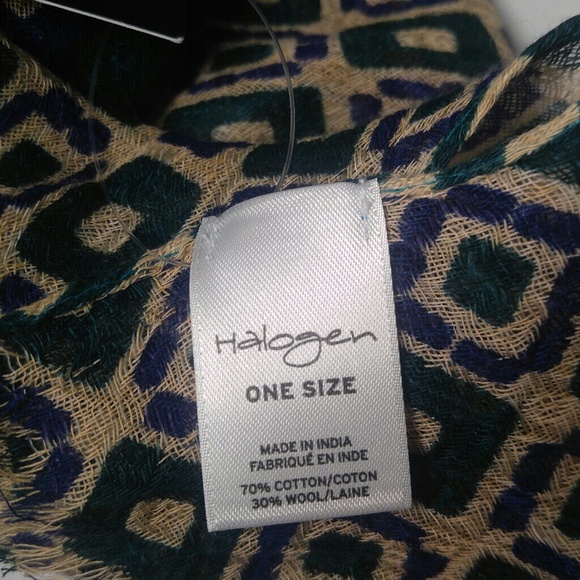 Halogen
ONE SIZE
MADE IN INDIA
FABRIQUÉ EN INDE
70% COTTON/COTON
30% WOOL/LAINE